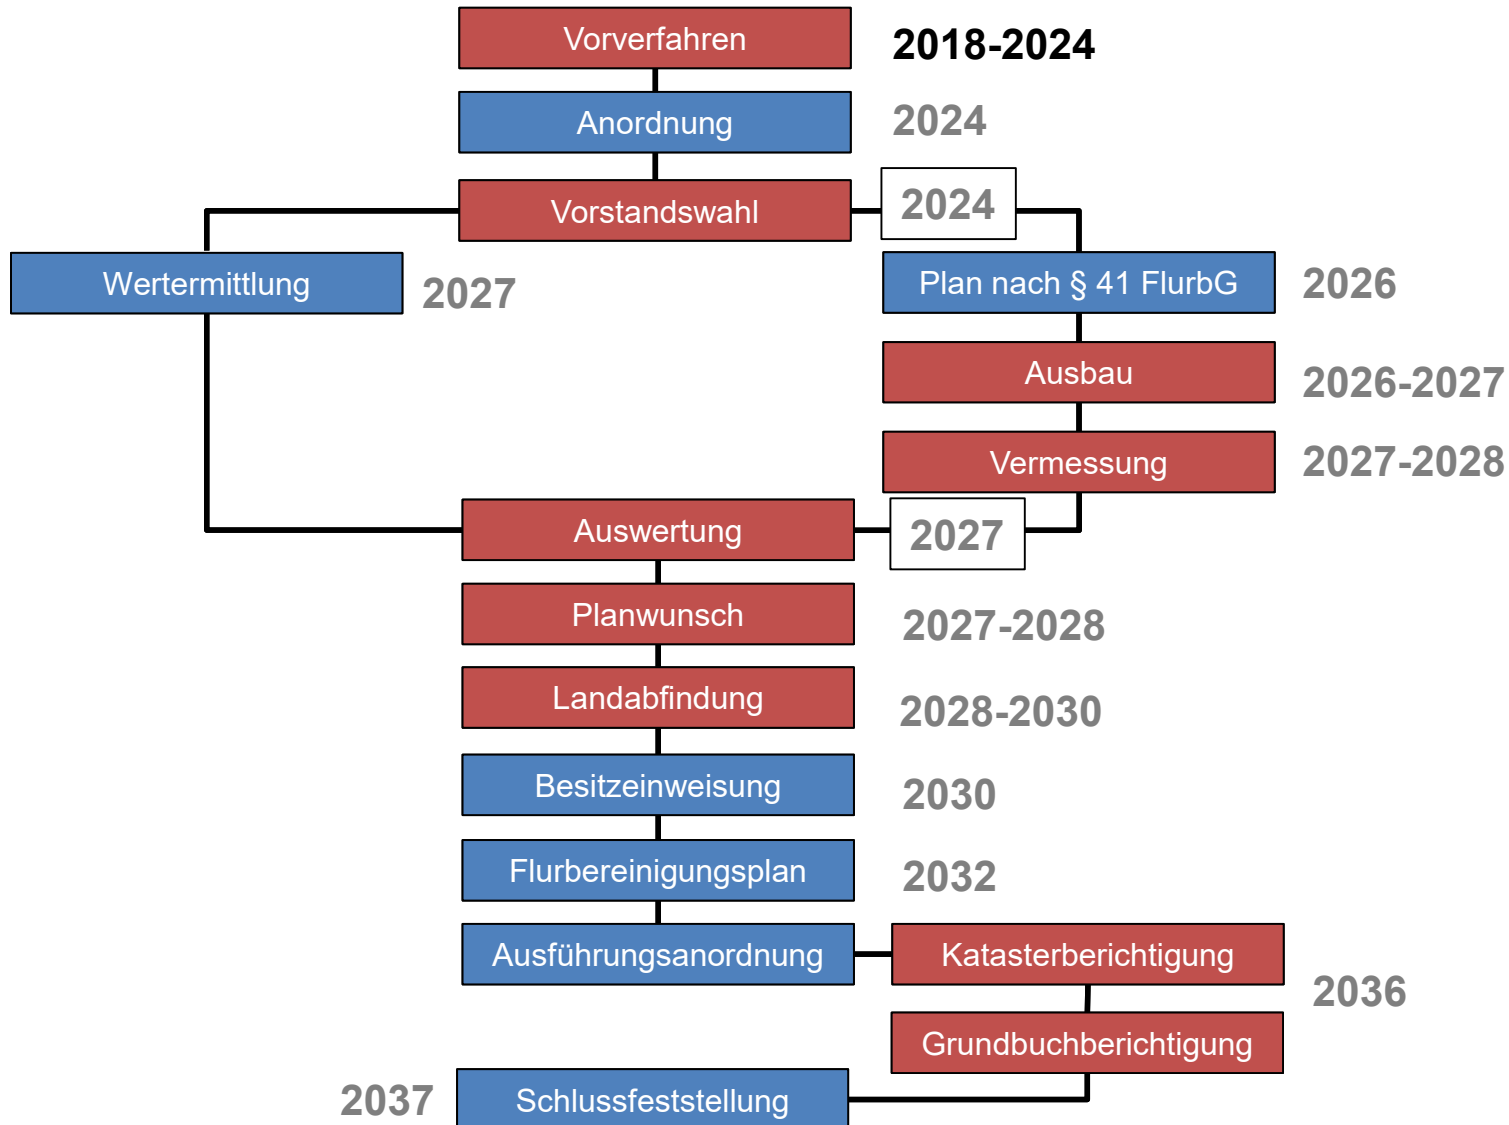 Vorverfahren
2018-2024
Anordnung
2024
Vorstandswahl
2024
Wertermittlung
2027
Plan nach § 41 FlurbG
2026
Ausbau
2026-2027
Vermessung
2027-2028
Auswertung
2027
Planwunsch
2027-2028
Landabfindung
2028-2030
Besitzeinweisung
2030
Flurbereinigungsplan
2032
Ausführungsanordnung
Katasterberichtigung
2036
Grundbuchberichtigung
2037
Schlussfeststellung